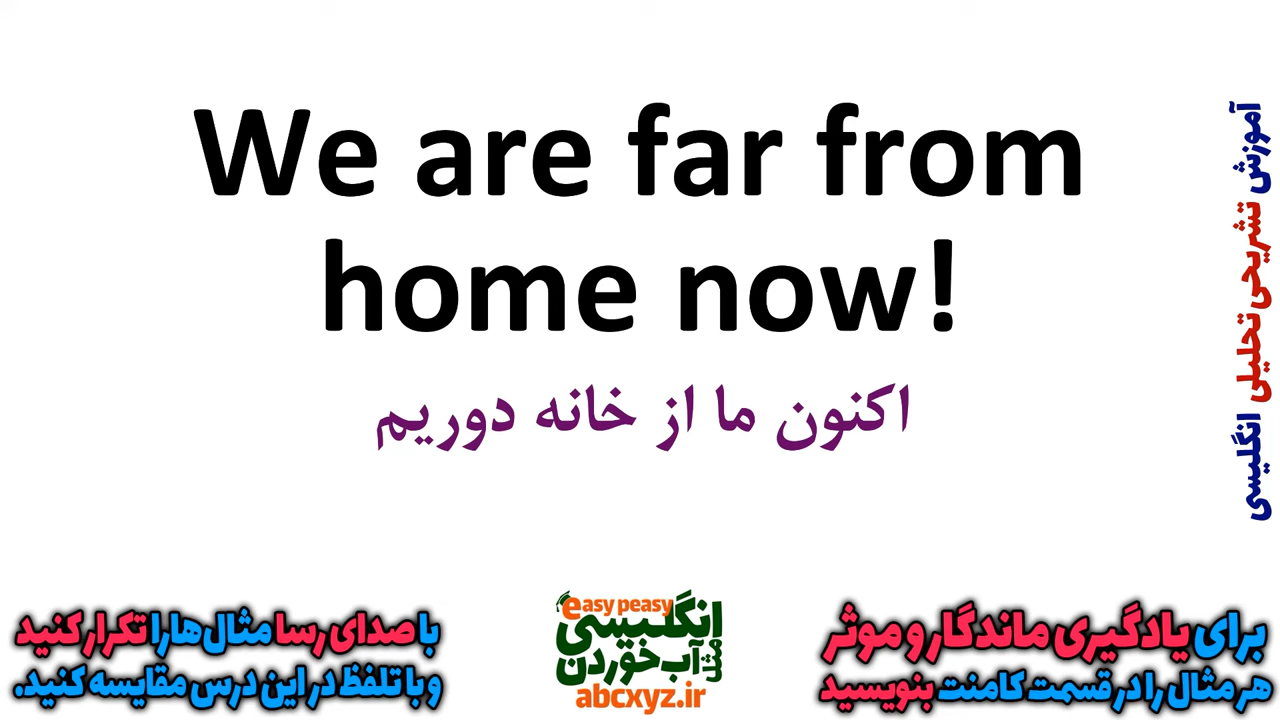 We are far from
home now!
اکنون ما از خانه دوریم
آموزش تشریحی تحلیلی انگلیسی
برای یادگیری ماندگار و موثر
هر مثال را در قسمت کامنت بنویسید
easy peasy
انگلیسی
مثل
آب خوردن
abcxyz.ir
با صدای رسا مثال‌ها را تکرار کنید
و با تلفظ در این درس مقایسه کنید.